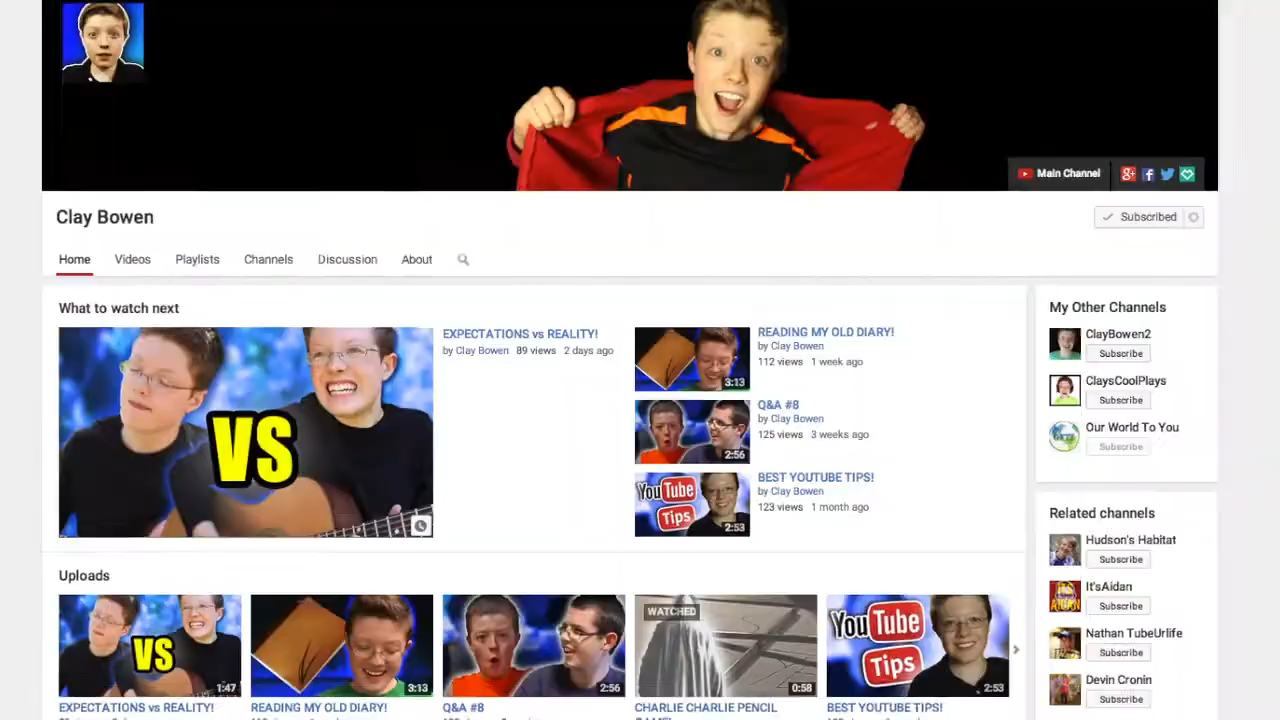 Main Channel
Clay Bowen
Subscribed
Home Videos Playlists Channels Discussion About
What to watch next
VS
EXPECTATIONS vs REALITY!
by Clay Bowen 89 views 2 days ago
3:13
READING MY OLD DIARY!
by Clay Bowen
112 views 1 week ago
2:56
Q&A #8
by Clay Bowen
125 views 3 weeks ago
YouTube
Tips
2:53
BEST YOUTUBE TIPS!
by Clay Bowen
123 views 1 month ago
Uploads
VS
1:47
EXPECTATIONS vs REALITY!
3:13
READING MY OLD DIARY!
2:56
Q&A #8
WATCHED
0:58
CHARLIE CHARLIE PENCIL
YouTube
Tips
2:53
BEST YOUTUBE TIPS!
My Other Channels
ClayBowen2
Subscribe
ClaysCoolPlays
Subscribe
Our World To You
Subscribe
Related channels
Hudson's Habitat
Subscribe
It'sAidan
Subscribe
Nathan TubeUrlife
Subscribe
Devin Cronin
Subscribe